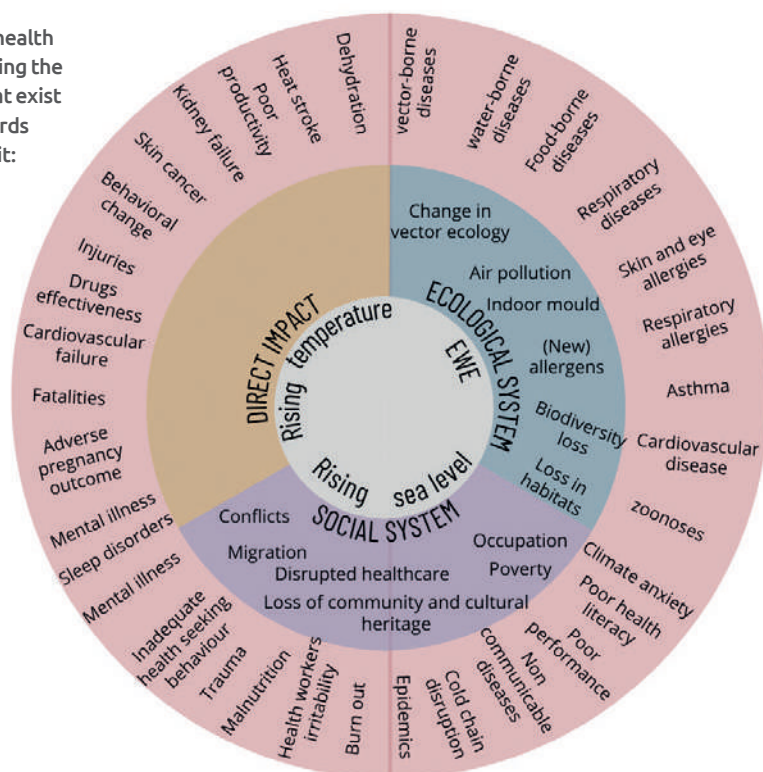 health
ing the
t exist
rds
it:
Dehydration
Heat stroke
Poor
productivity
Kidney failure
Skin cancer
Behavioral
change
Injuries
Drugs
effectiveness
Cardiovascular
failure
Fatalities
Adverse
pregnancy
outcome
Mental illness
Sleep disorders
Mental illness
Inadequate
health seeking
behaviour
Trauma
Malnutrition
Health workers
irritability
Burn out
vector-borne
diseases
water-borne
diseases
Food-borne
diseases
Respiratory
diseases
Skin and eye
allergies
Respiratory
allergies
Asthma
Cardiovascular
disease
zoonoses
Climate anxiety
Poor health
literacy
Poor
performance
Non
communicable
diseases
Cold chain
disruption
Epidemics
DIRECT IMPACT
ECOLOGICAL SYSTEM
Change in
vector ecology
Air pollution
Indoor mould
(New)
allergens
Biodiversity
loss
Loss in
habitats
SOCIAL SYSTEM
Conflicts
Migration
Disrupted healthcare
Occupation
Poverty
Loss of community and cultural
heritage
Rising temperature
EWE
Rising sea level